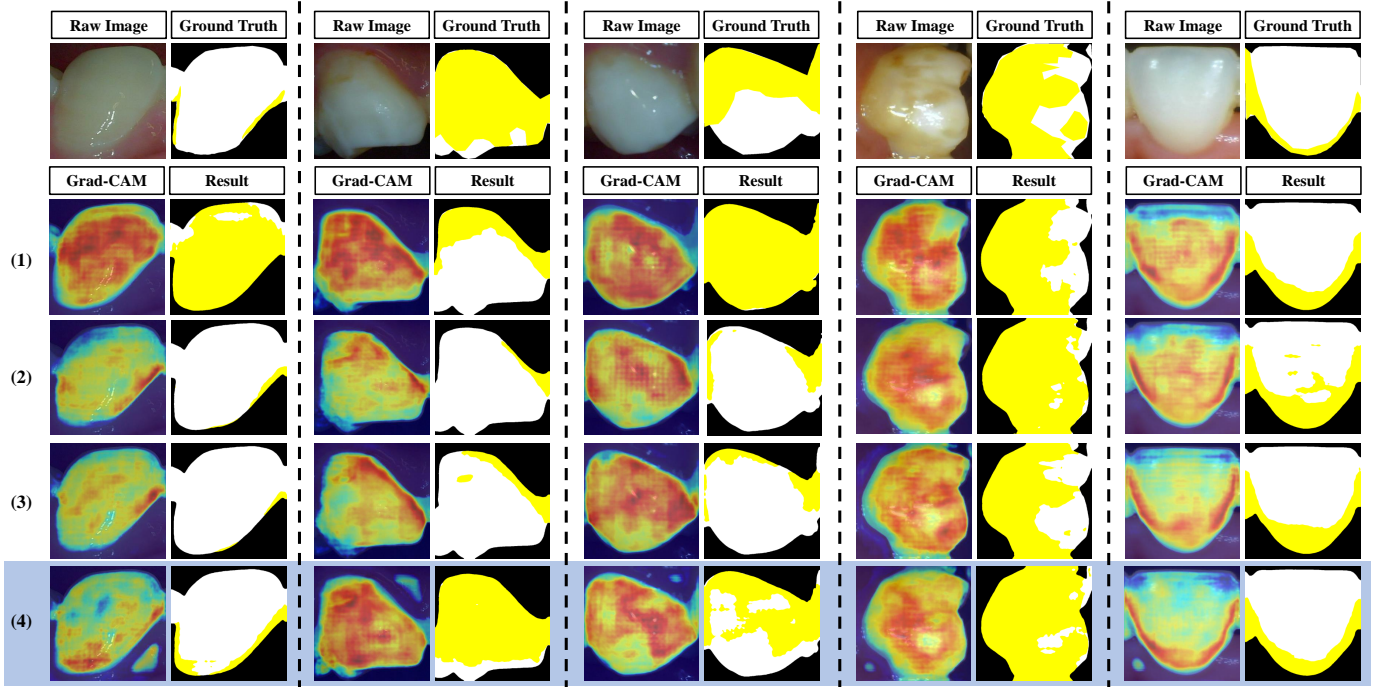 Raw Image Ground Truth Raw Image Ground Truth Raw Image Ground Truth Raw Image Ground Truth Raw Image Ground Truth
Grad-CAM Result Grad-CAM Result Grad-CAM Result Grad-CAM Result Grad-CAM Result
(1)
(2)
(3)
(4)